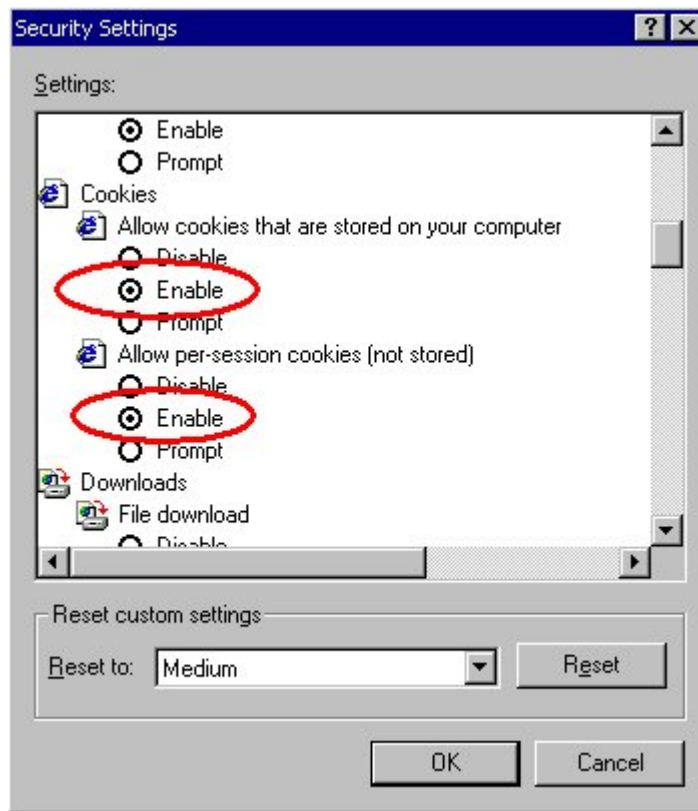 Security Settings
Settings:
Enable
Prompt
Cookies
Allow cookies that are stored on your computer
Disable
Enable
Prompt
Allow per-session cookies (not stored)
Disable
Enable
Prompt
Downloads
File download
Disable
Reset custom settings
Reset to: Medium Reset
OK Cancel